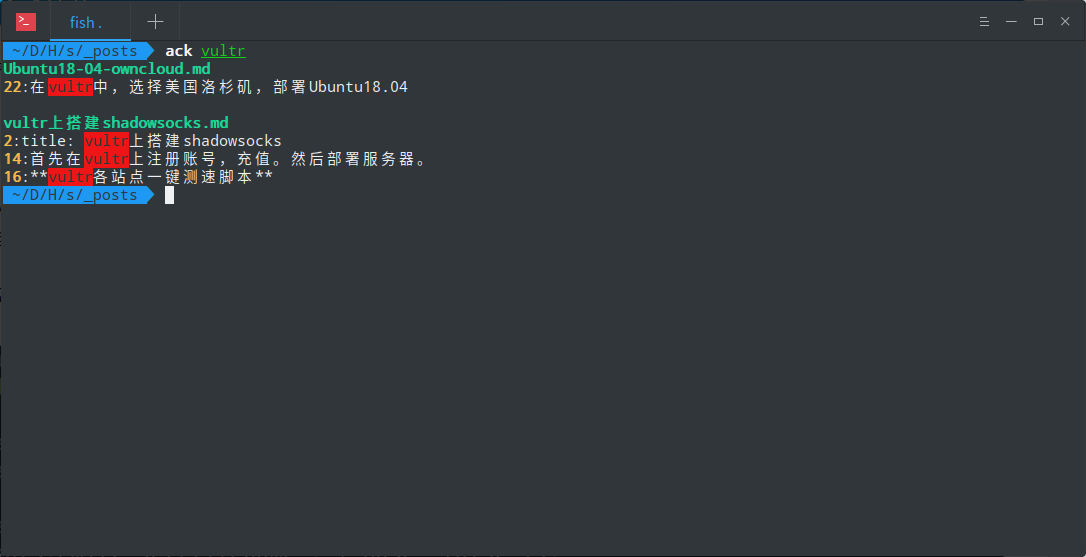 fish .
~/D/H/s/_posts ack vultr
Ubuntu18-04-owncloud.md
22:在vultr中，选择美国洛杉矶，部署Ubuntu18.04
vultr上搭建shadowsocks.md
2:title: vultr上搭建shadowsocks
14:首先在vultr上注册账号，充值。然后部署服务器。
16:**vultr各站点一键测速脚本**
~/D/H/s/_posts